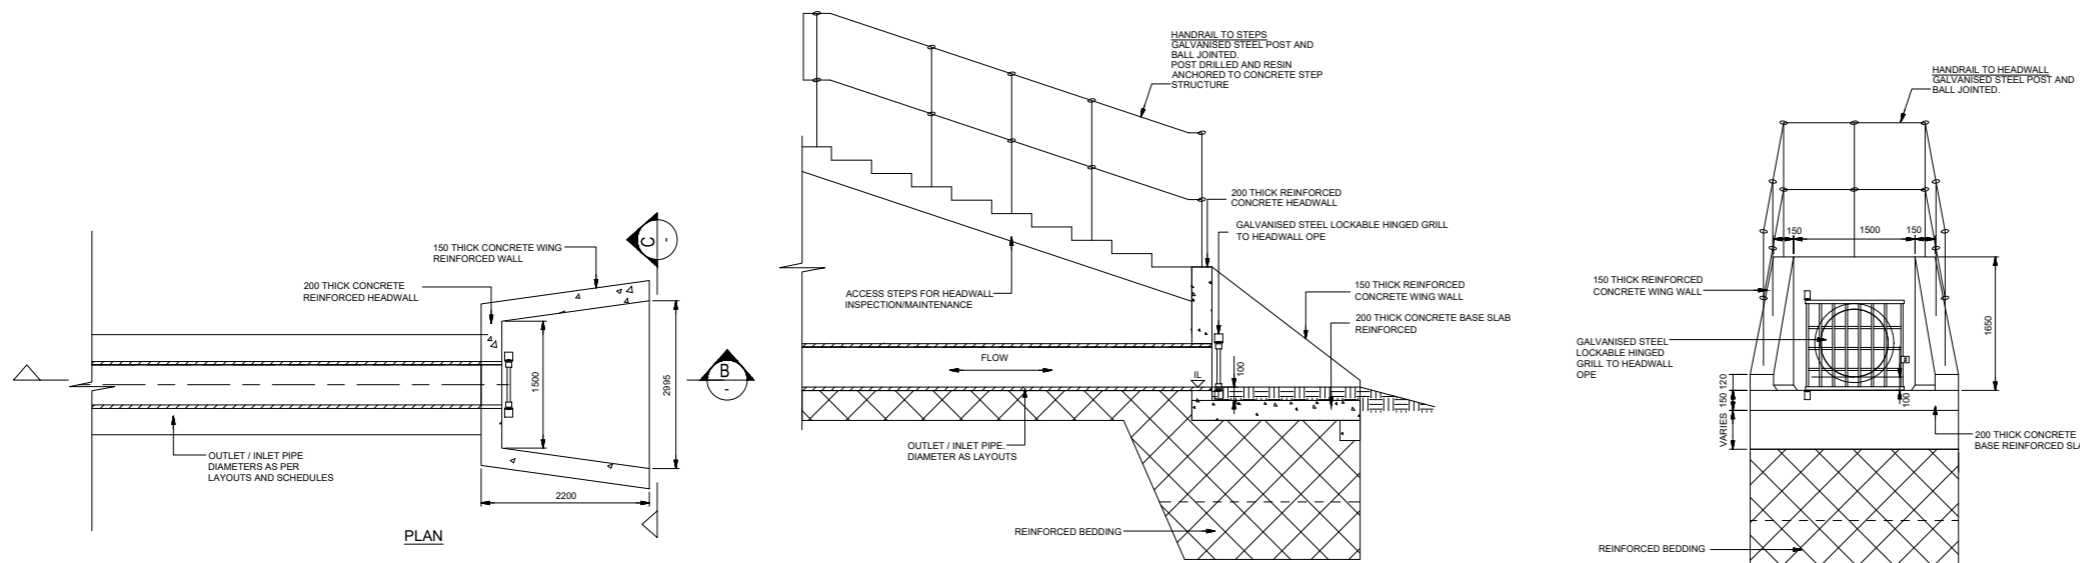 150 THICK CONCRETE WING
REINFORCED WALL
200 THICK CONCRETE
REINFORCED HEADWALL
C
-
B
-
1500
2995
2200
OUTLET / INLET PIPE
DIAMETERS AS PER
LAYOUTS AND SCHEDULES
PLAN
HANDRAIL TO STEPS
GALVANISED STEEL POST AND
BALL JOINTED.
POST DRILLED AND RESIN
ANCHORED TO CONCRETE STEP
STRUCTURE
200 THICK REINFORCED
CONCRETE HEADWALL
GALVANISED STEEL LOCKABLE HINGED GRILL
TO HEADWALL OPE
ACCESS STEPS FOR HEADWALL
INSPECTION/MAINTENANCE
150 THICK REINFORCED
CONCRETE WING WALL
200 THICK CONCRETE BASE SLAB
REINFORCED
FLOW
IL
100
OUTLET / INLET PIPE.
DIAMETER AS LAYOUTS
REINFORCED BEDDING
HANDRAIL TO HEADWALL
GALVANISED STEEL POST AND
BALL JOINTED.
150
1500
150
150 THICK REINFORCED
CONCRETE WING WALL
1650
GALVANISED STEEL
LOCKABLE HINGED
GRILL TO HEADWALL
OPE
120
150
VARIES
100
200 THICK CONCRETE
BASE REINFORCED SLA
REINFORCED BEDDING